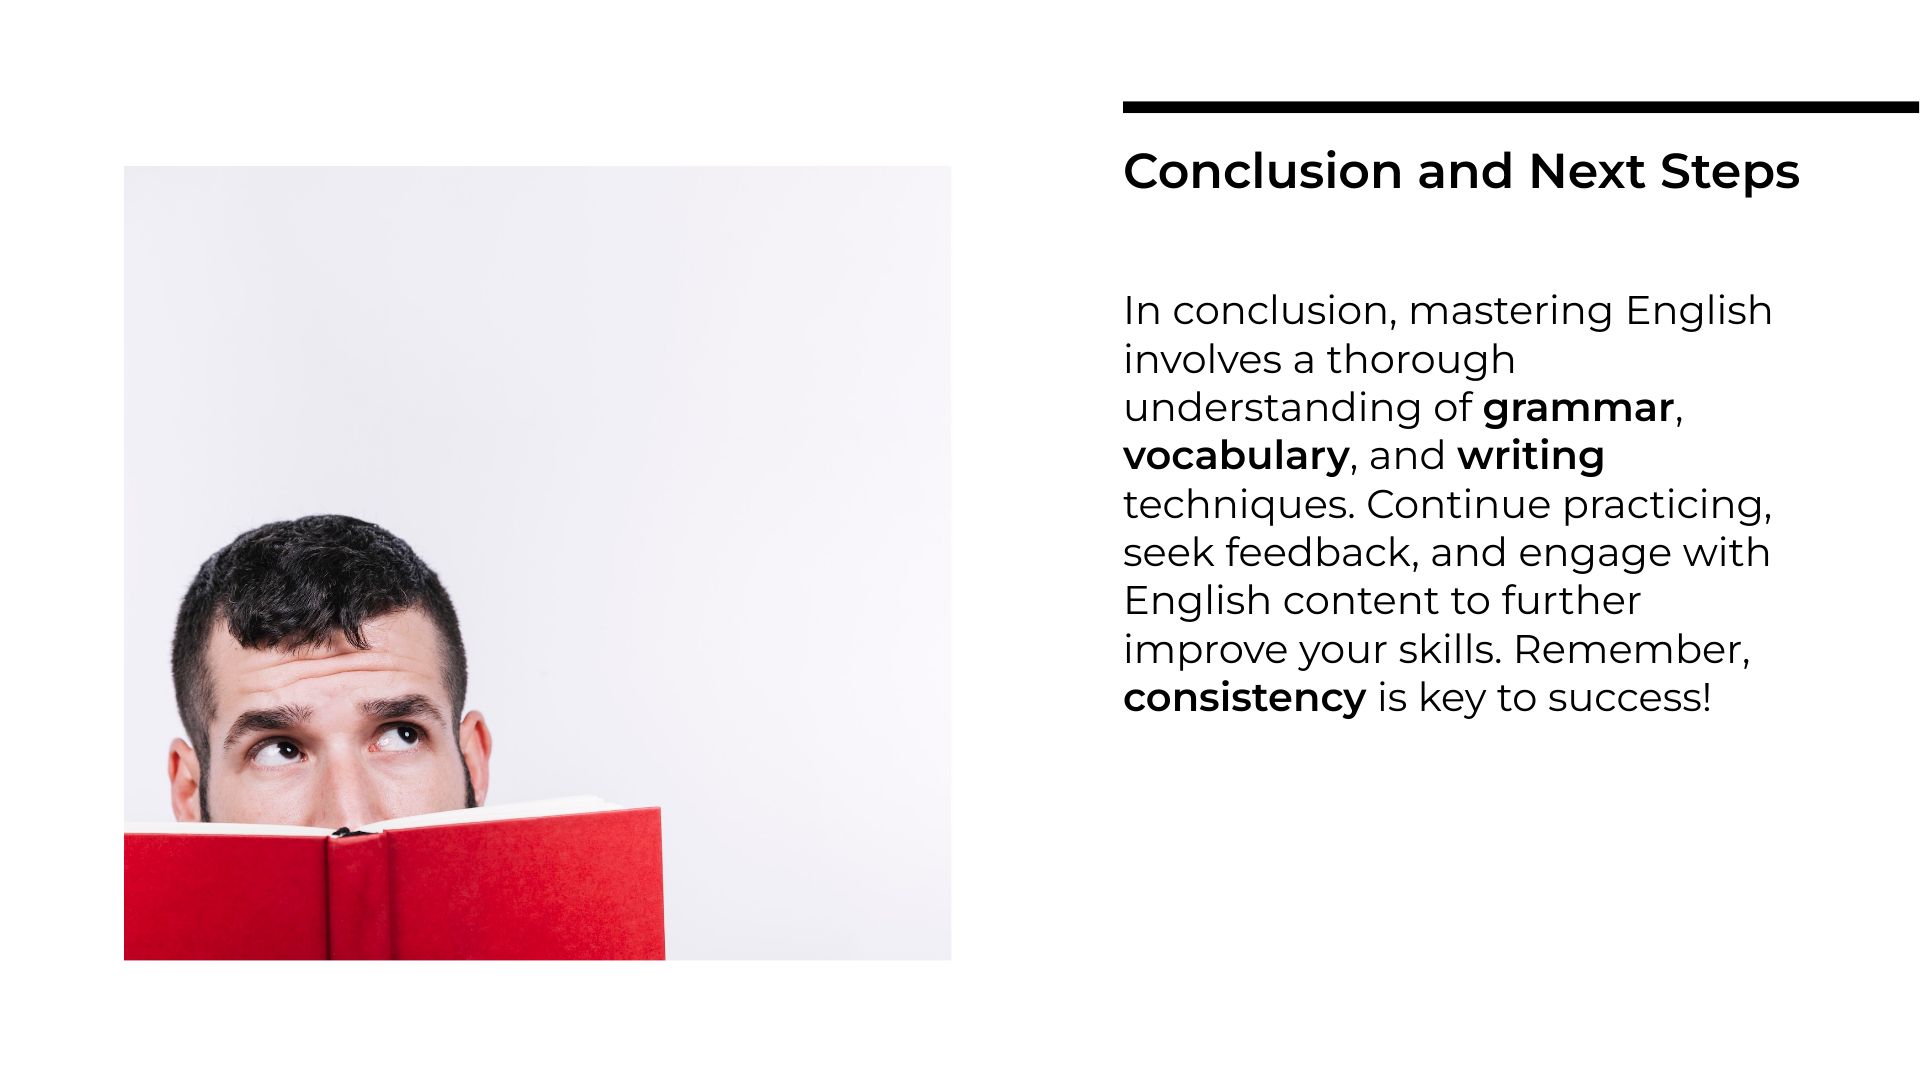 Conclusion and Next Steps
In conclusion, mastering English
involves a thorough
understanding of grammar,
vocabulary, and writing
techniques. Continue practicing,
seek feedback, and engage with
English content to further
improve your skills. Remember,
consistency is key to success!